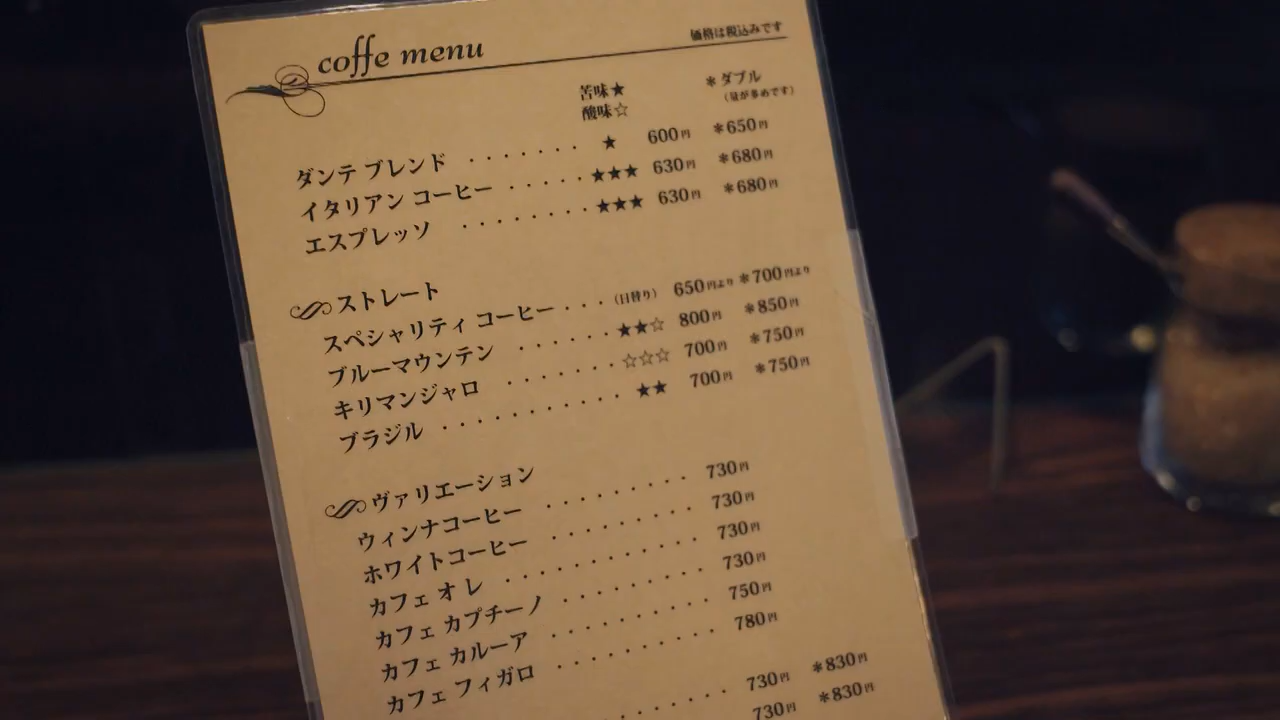 coffe menu
価格は税込みです
苦味★
酸味☆
＊ダブル
（量が多めです）
ダンテ ブレンド ・・・・・・・ ★ 600円 ＊650円
イタリアン コーヒー ・・・・・ ★★★ 630円 ＊680円
エスプレッソ ・・・・・・・・ ★★★ 630円 ＊680円
ストレート
スペシャリティ コーヒー ・・・（日替り） 650円より ＊700円より
ブルーマウンテン ・・・・・・ ★★☆ 800円 ＊850円
キリマンジャロ ・・・・・・・ ☆☆☆ 700円 ＊750円
ブラジル ・・・・・・・・・・ ★★ 700円 ＊750円
ヴァリエーション
ウィンナコーヒー ・・・・・・・・ 730円
ホワイトコーヒー ・・・・・・・・ 730円
カフェ オ レ ・・・・・・・・・・ 730円
カフェ カプチーノ ・・・・・・・・ 730円
カフェ カルーア ・・・・・・・・・ 750円
カフェ フィガロ ・・・・・・・・・ 780円
・・・・・・ 730円 ＊830円
730円 ＊830円